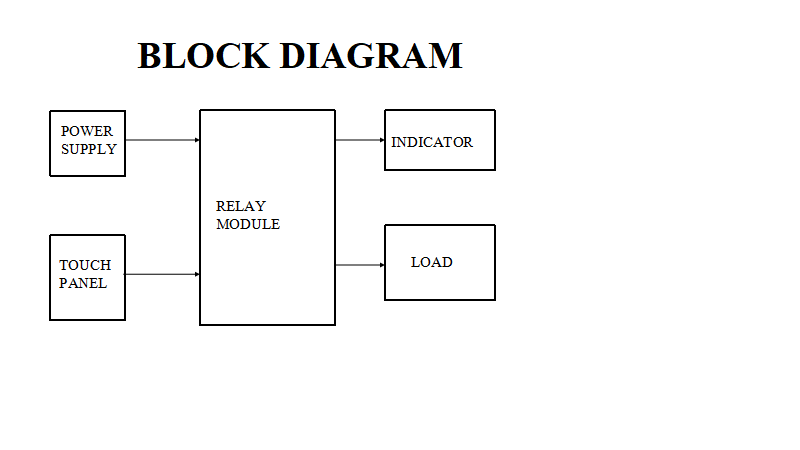 BLOCK DIAGRAM
POWER
SUPPLY
INDICATOR
RELAY
MODULE
TOUCH
PANEL
LOAD